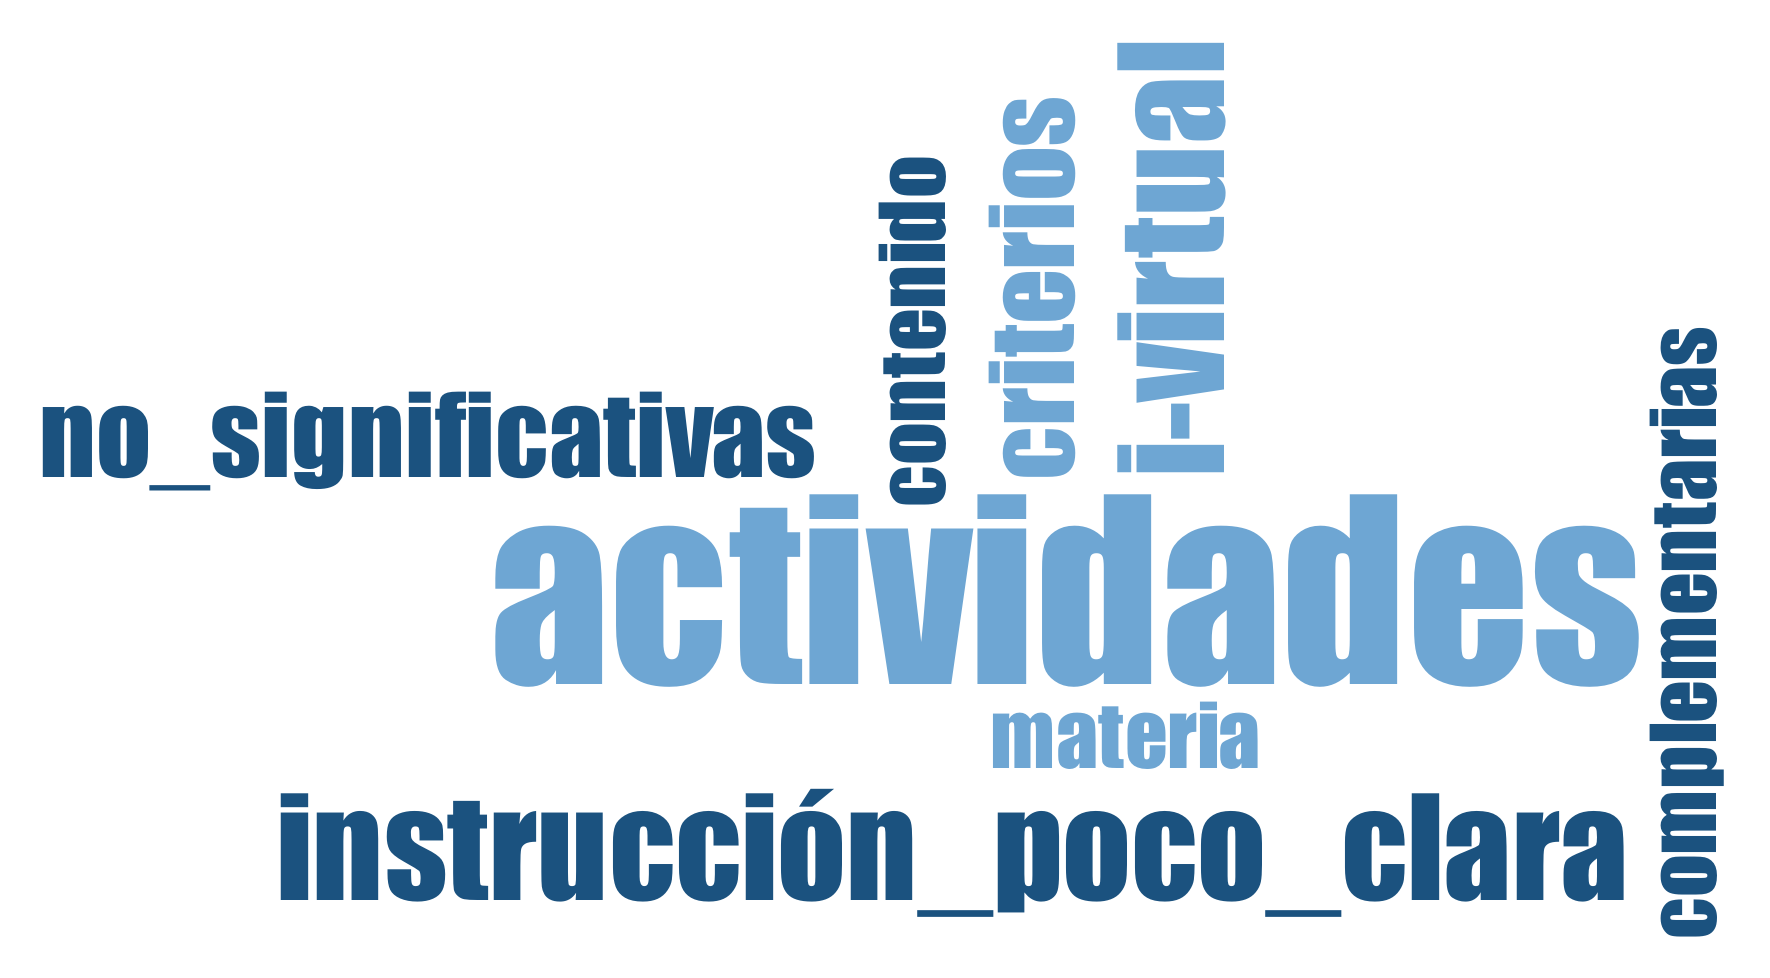 i-virtual
criterios
contenido
no_significativas
complementarias
actividades
materia
instrucción_poco_clara